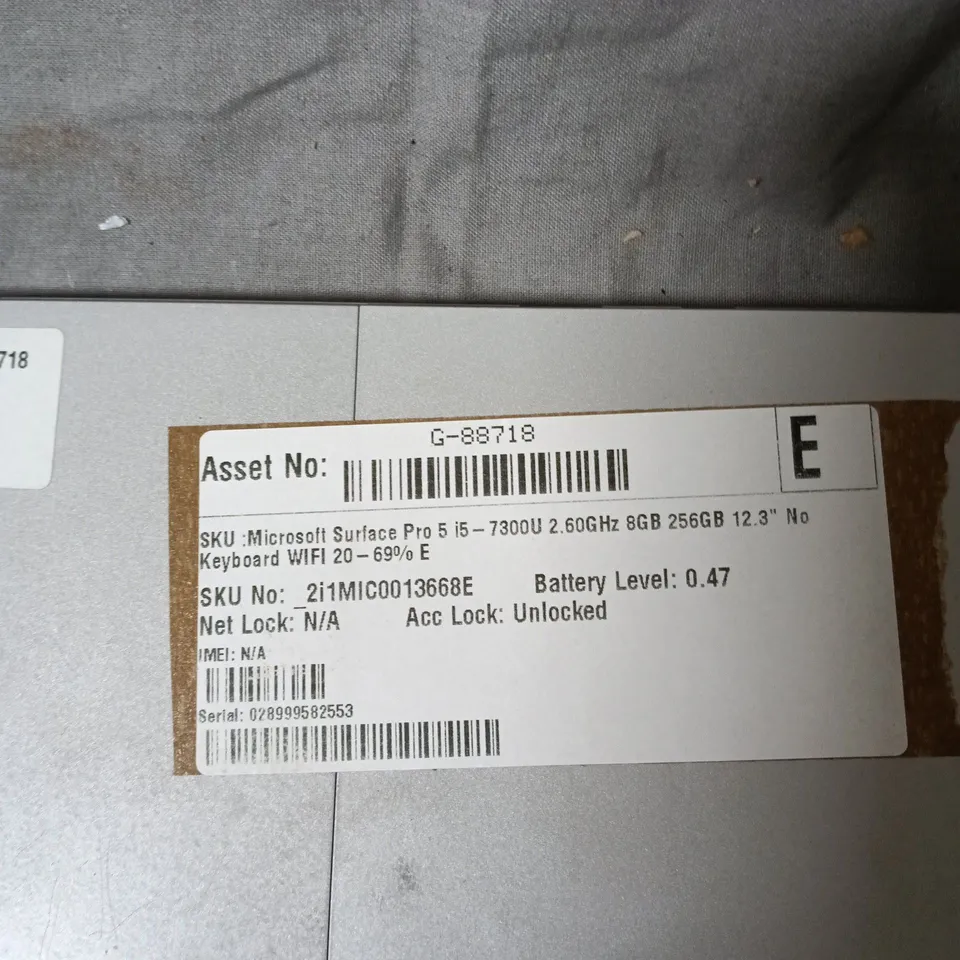 718
G-88718
Asset No:
E
SKU :Microsoft Surface Pro 5 i5-7300U 2.60GHz 8GB 256GB 12.3" No
Keyboard WIFI 20-69% E
SKU No: _2i1MIC0013668E Battery Level: 0.47
Net Lock: N/A Acc Lock: Unlocked
IMEI: N/A
Serial: 028999582553